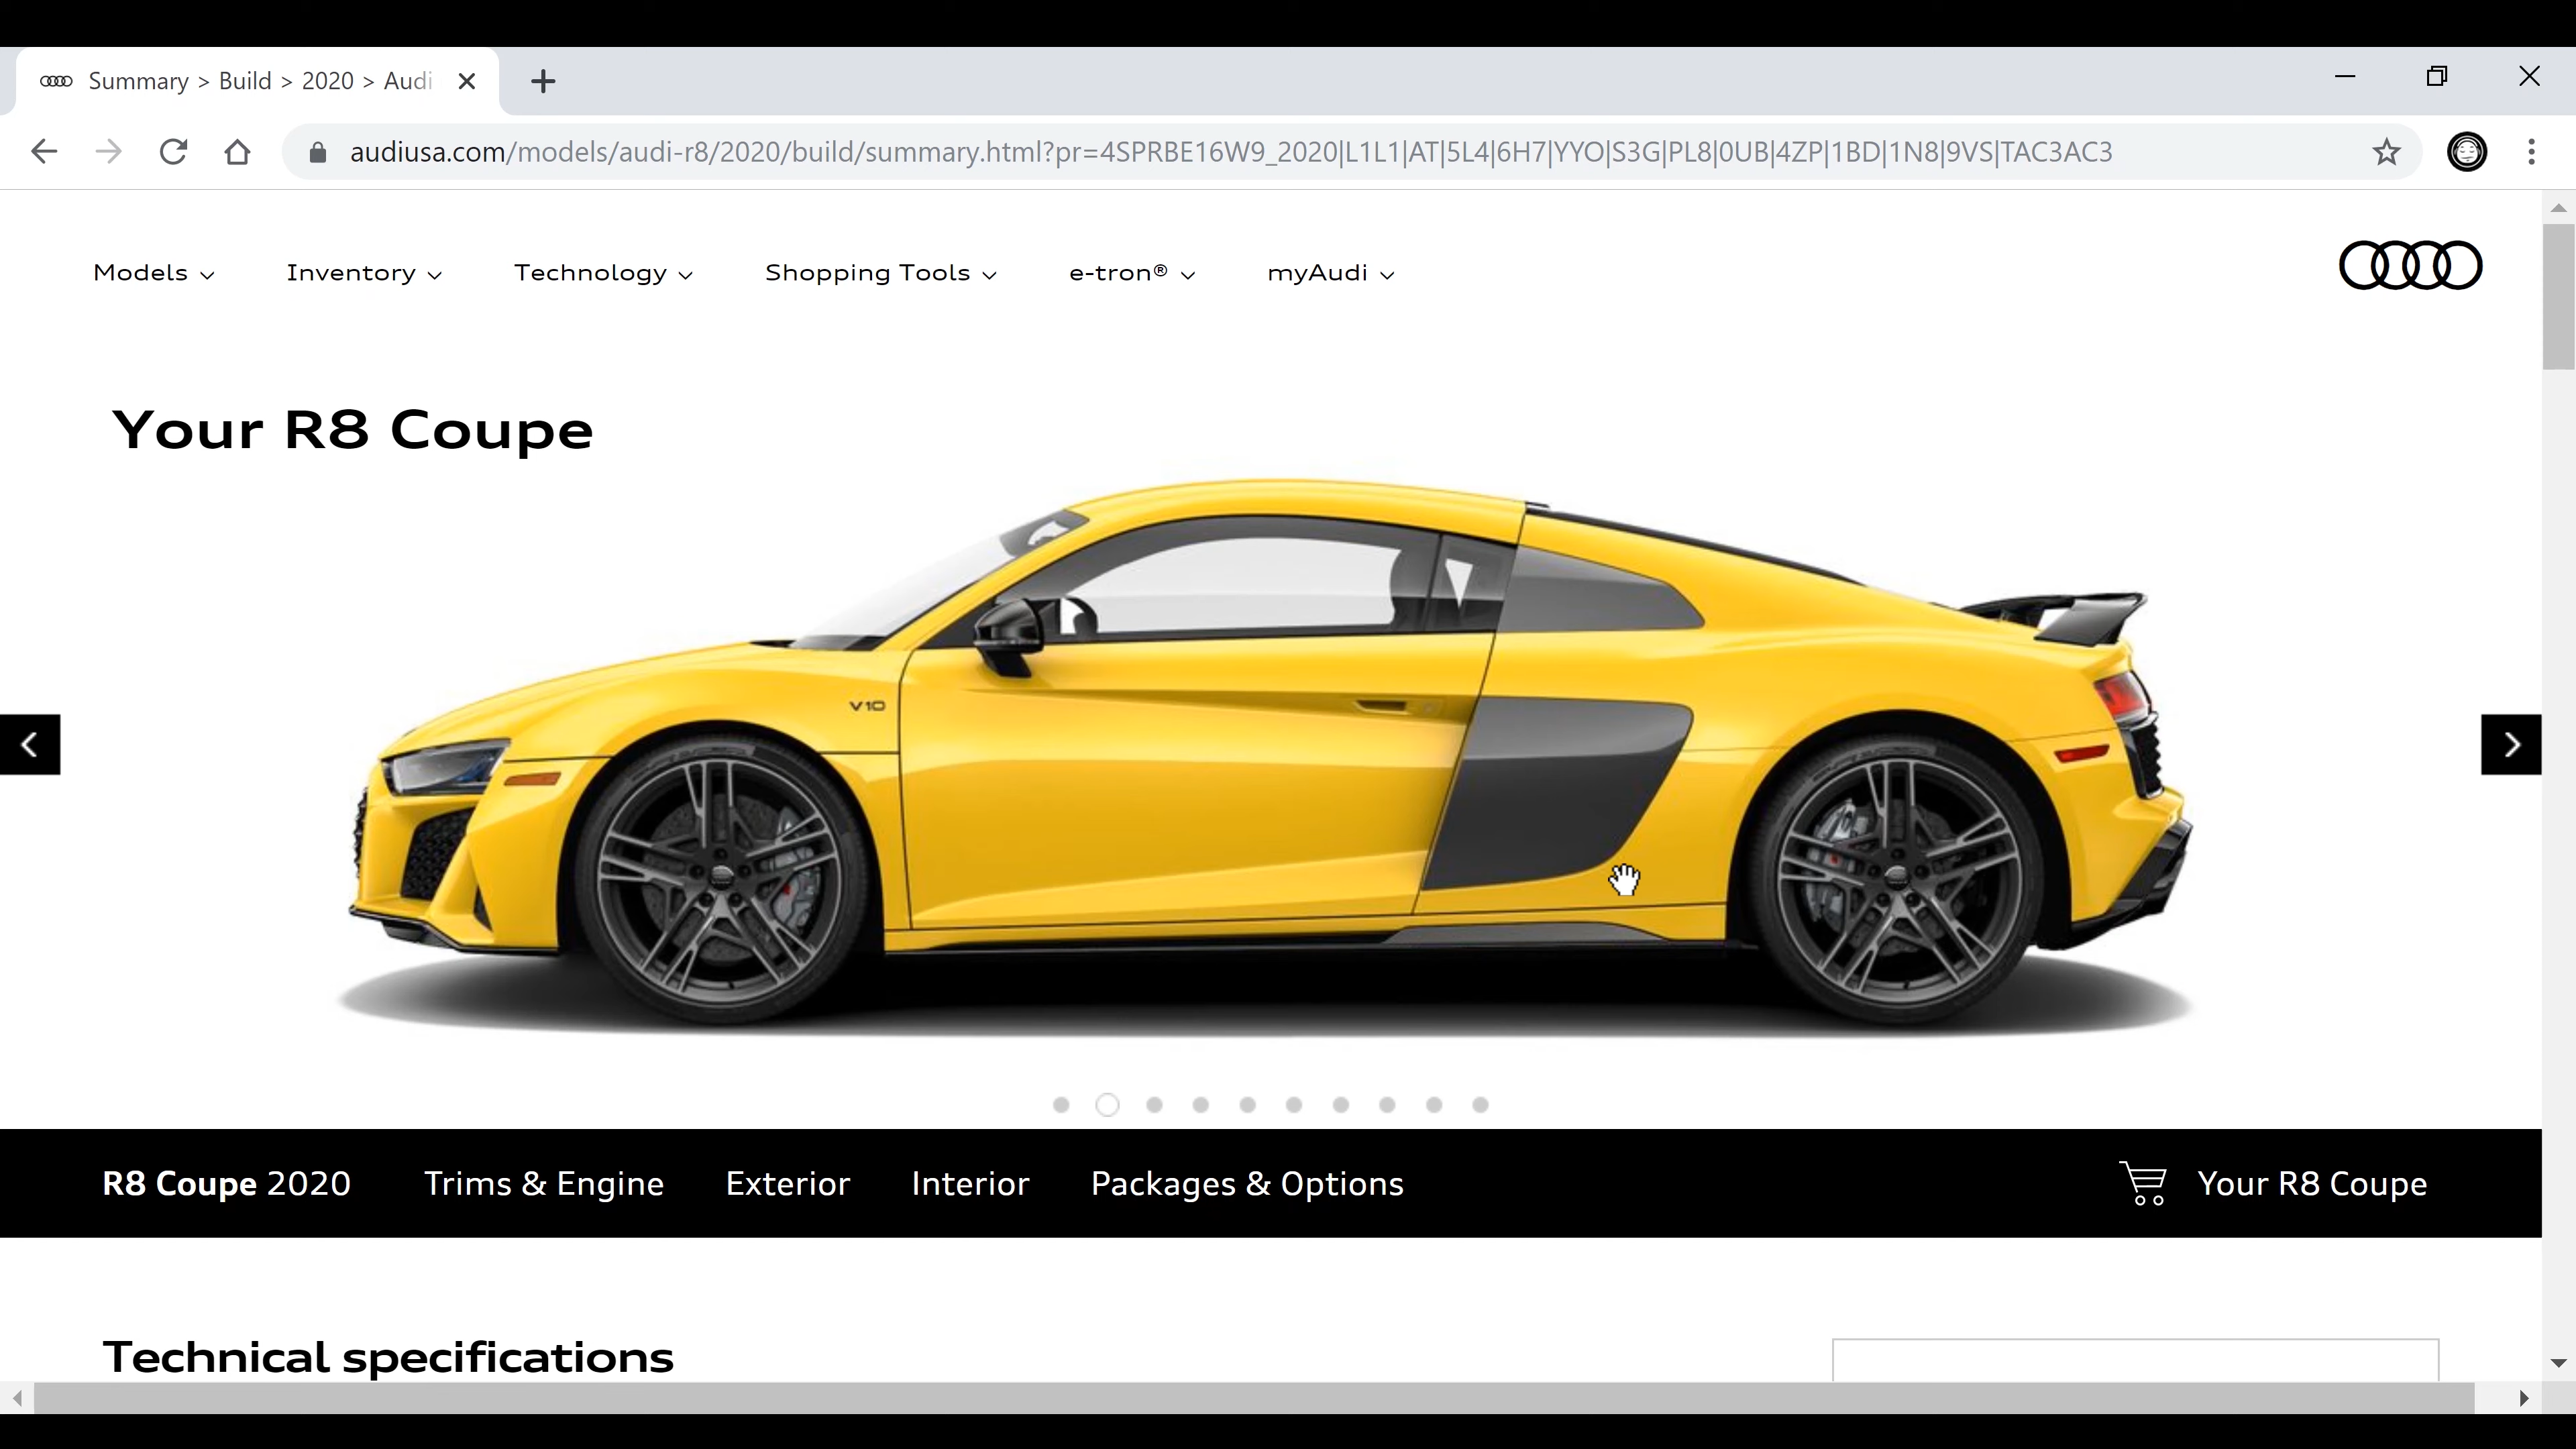 Summary > Build > 2020 > Audi
audiusa.com/models/audi-r8/2020/build/summary.html?pr=4SPRBE16W9_2020|L1L1|AT|5L4|6H7|YYO|S3G|PL8|0UB|4ZP|1BD|1N8|9VS|TAC3AC3
Models Inventory Technology Shopping Tools e-tron® myAudi
Your R8 Coupe
V10
R8 Coupe 2020 Trims & Engine Exterior Interior Packages & Options Your R8 Coupe
Technical specifications